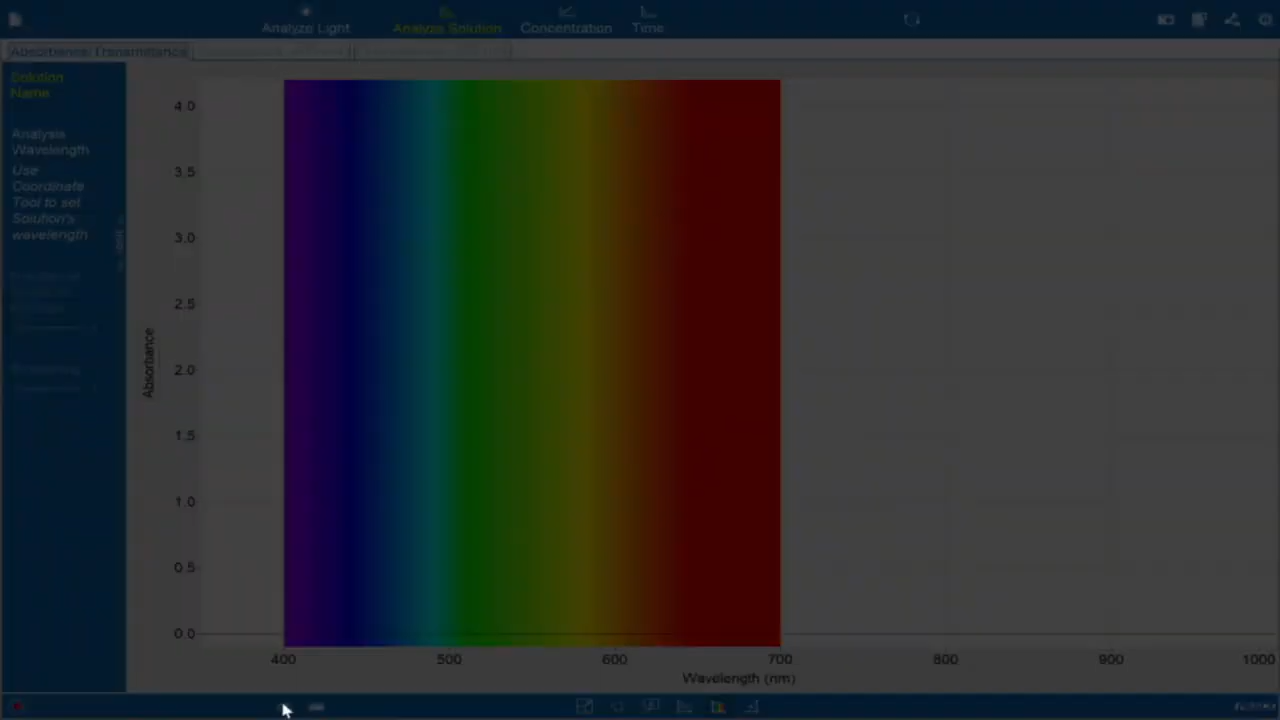 Analyze Light
Analyze Solution
Concentration
Time
Absorbance/Transmittance
Solution
Name
Analysis
Wavelength
Use
Coordinate
Tool to set
Solution's
wavelength
4.0
3.5
3.0
2.5
2.0
1.5
1.0
0.5
0.0
Absorbance
400 500 600 700 800 900 1000
Wavelength (nm)